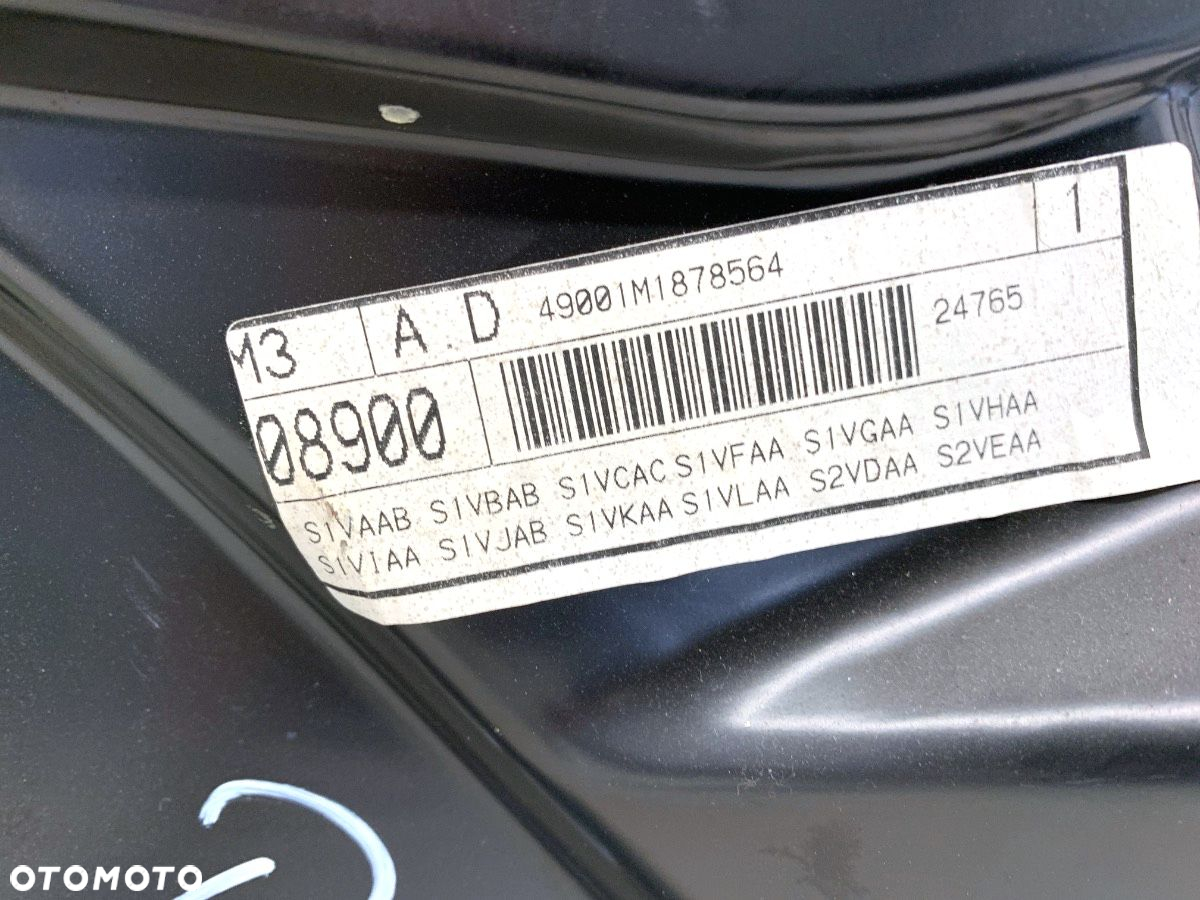 1
M3 A.D 49001M1878564
08900 24765
S1VAAB S1VBAB S1VCAC S1VFAA S1VGAA S1VHAA
S1VIAA S1VJAB S1VKAA S1VLAA S2VDAA S2VEAA
OTOMOTO